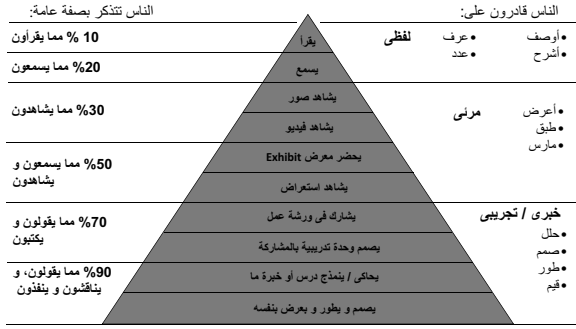 الناس قادرون على:
الناس تتذكر بصفة عامة:
•أوصف
•أشرح
•عرف
•عدد
لفظى
يقرأ
10 % مما يقرأون
يسمع
20% مما يسمعون
•أعرض
•طبق
•مارس
مرئى
يشاهد صور
يشاهد فيديو
30% مما يشاهدون
يحضر معرض Exhibit
يشاهد استعراض
50% مما يسمعون و
يشاهدون
خبرى / تجريبى
•حلل
•صمم
•طور
•قيم
يشارك فى ورشة عمل
يصمم وحدة تدريبية بالمشاركة
70% مما يقولون و
يكتبون
يحاكى / ينمذج درس أو خبرة ما
يصمم و يطور و يعرض بنفسه
90% مما يقولون، و
يناقشون و ينفذون